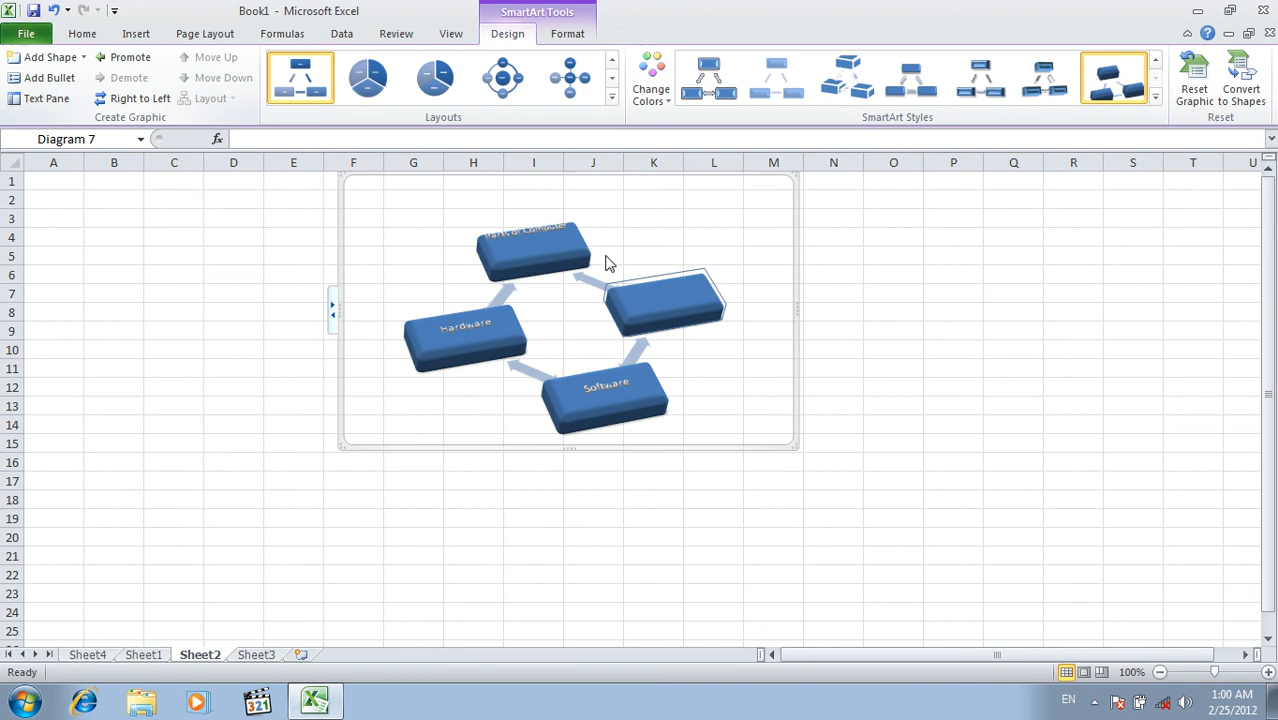 Book1 - Microsoft Excel
SmartArt Tools
File Home Insert Page Layout Formulas Data Review View Design Format
Add Shape Promote Move Up
Add Bullet Demote Move Down
Text Pane Right to Left Layout
Create Graphic
Layouts
Change Colors
SmartArt Styles
Reset Graphic
Convert to Shapes
Reset
Diagram 7
fx
A B C D E F G H I J K L M N O P Q R S T U
1
2
3
4
5
6
7
8
9
10
11
12
13
14
15
16
17
18
19
20
21
22
23
24
25
Parts of Computer
Hardware
Software
Sheet4 Sheet1 Sheet2 Sheet3
Ready
100%
321
EN
1:00 AM
2/25/2012